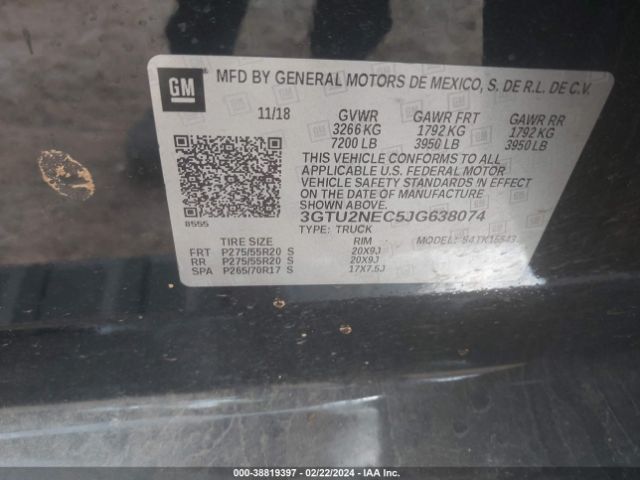 GM MFD BY GENERAL MOTORS DE MEXICO, S. DE R.L. DE C.V.
11/18 GVWR GAWR FRT GAWR RR
3266 KG 1792 KG 1792 KG
7200 LB 3950 LB 3950 LB
THIS VEHICLE CONFORMS TO ALL
APPLICABLE U.S. FEDERAL MOTOR
VEHICLE SAFETY STANDARDS IN EFFECT
ON THE DATE OF MANUFACTURE
SHOWN ABOVE.
8555 3GTU2NEC5JG638074
TYPE: TRUCK MODEL: S4TK15543
TIRE SIZE RIM
FRT P275/55R20 S 20X9J
RR P275/55R20 S 20X9J
SPA P265/70R17 S 17X7.5J
000-38819397 - 02/22/2024 - IAA Inc.